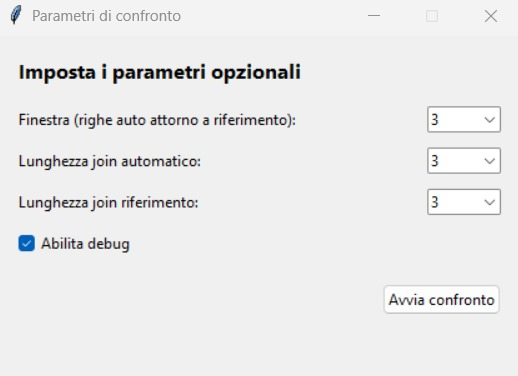 Parametri di confronto
Imposta i parametri opzionali
Finestra (righe auto attorno a riferimento): 3
Lunghezza join automatico: 3
Lunghezza join riferimento: 3
Abilita debug
Avvia confronto